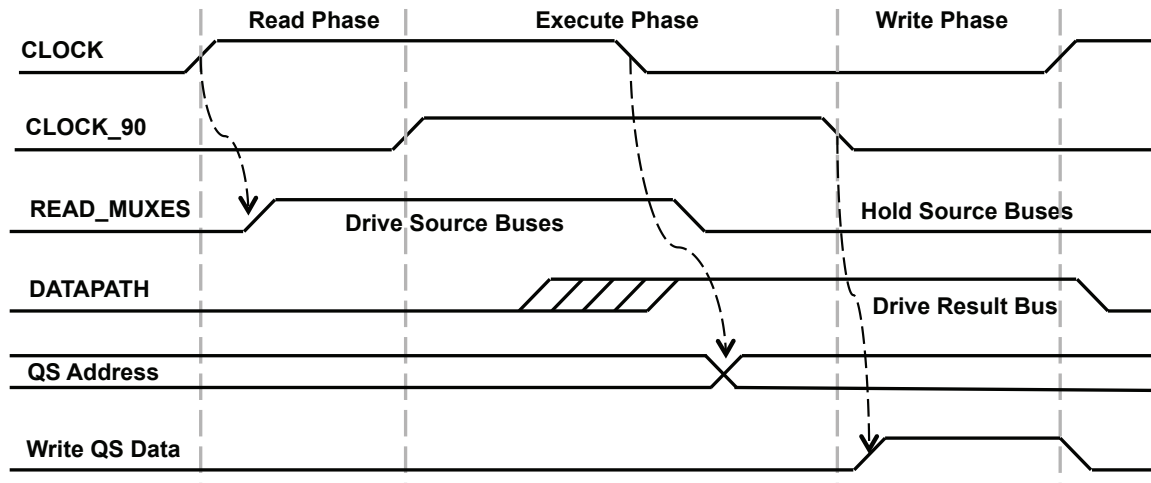 Read Phase Execute Phase Write Phase
CLOCK
CLOCK_90
READ_MUXES
Drive Source Buses Hold Source Buses
DATAPATH
Drive Result Bus
QS Address
Write QS Data